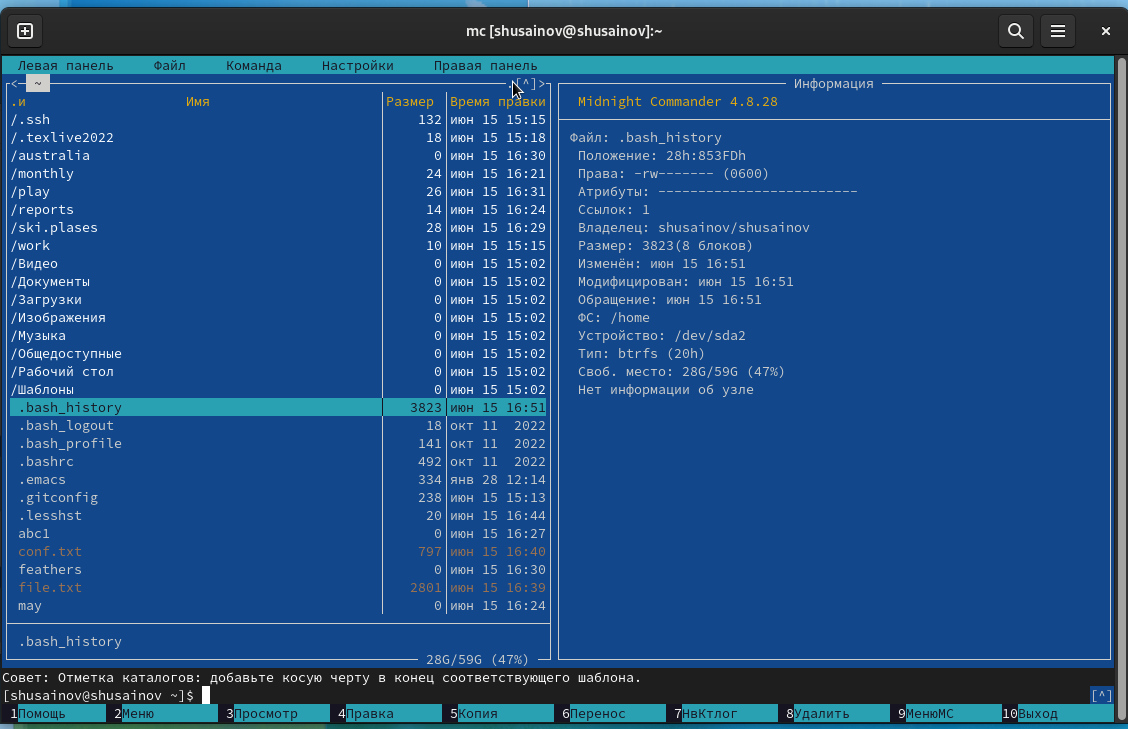 mc [shusainov@shusainov]:~
Левая панель Файл Команда Настройки Правая панель
<─ ~ .[^]>
.и Имя Размер Время правки
/.ssh 132 июн 15 15:15
/.texlive2022 18 июн 15 15:18
/australia 0 июн 15 16:30
/monthly 24 июн 15 16:21
/play 26 июн 15 16:31
/reports 14 июн 15 16:24
/ski.plases 28 июн 15 16:29
/work 10 июн 15 15:15
/Видео 0 июн 15 15:02
/Документы 0 июн 15 15:02
/Загрузки 0 июн 15 15:02
/Изображения 0 июн 15 15:02
/Музыка 0 июн 15 15:02
/Общедоступные 0 июн 15 15:02
/Рабочий стол 0 июн 15 15:02
/Шаблоны 0 июн 15 15:02
.bash_history 3823 июн 15 16:51
.bash_logout 18 окт 11 2022
.bash_profile 141 окт 11 2022
.bashrc 492 окт 11 2022
.emacs 334 янв 28 12:14
.gitconfig 238 июн 15 15:13
.lesshst 20 июн 15 16:44
abc1 0 июн 15 16:27
conf.txt 797 июн 15 16:40
feathers 0 июн 15 16:30
file.txt 2801 июн 15 16:39
may 0 июн 15 16:24
.bash_history
28G/59G (47%)
Информация
Midnight Commander 4.8.28
Файл: .bash_history
Положение: 28h:853FDh
Права: -rw------- (0600)
Атрибуты: -------------------------
Ссылок: 1
Владелец: shusainov/shusainov
Размер: 3823(8 блоков)
Изменён: июн 15 16:51
Модифицирован: июн 15 16:51
Обращение: июн 15 16:51
ФС: /home
Устройство: /dev/sda2
Тип: btrfs (20h)
Своб. место: 28G/59G (47%)
Нет информации об узле
Совет: Отметка каталогов: добавьте косую черту в конец соответствующего шаблона.
[shusainov@shusainov ~]$ [^]
1Помощь 2Меню 3Просмотр 4Правка 5Копия 6Перенос 7НвКтлог 8Удалить 9МенюМС 10Выход